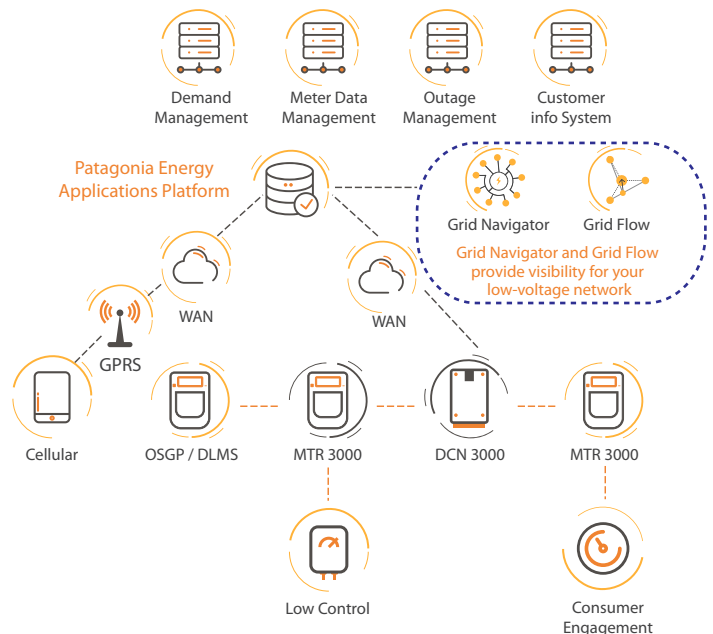 Demand
Management
Meter Data
Management
Outage
Management
Customer
info System
Patagonia Energy
Applications Platform
Grid Navigator
Grid Flow
Grid Navigator and Grid Flow
provide visibility for your
low-voltage network
WAN
WAN
GPRS
Cellular
OSGP / DLMS
MTR 3000
DCN 3000
MTR 3000
Low Control
Consumer
Engagement